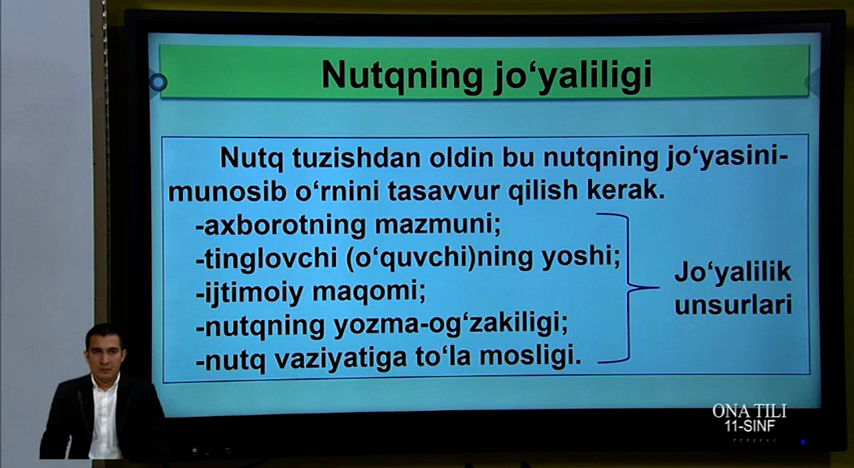 Nutqning jo‘yaliligi
Nutq tuzishdan oldin bu nutqning jo‘yasini-
munosib o‘rnini tasavvur qilish kerak.
-axborotning mazmuni;
-tinglovchi (o‘quvchi)ning yoshi;
-ijtimoiy maqomi;
-nutqning yozma-og‘zakiligi;
-nutq vaziyatiga to‘la mosligi.
Jo‘yalilik
unsurlari
ONA TILI
11-SINF